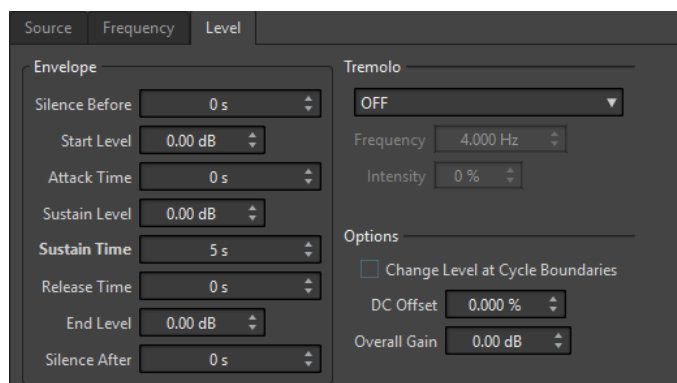 Source Frequency Level
Envelope
Silence Before 0 s
Start Level 0.00 dB
Attack Time 0 s
Sustain Level 0.00 dB
Sustain Time 5 s
Release Time 0 s
End Level 0.00 dB
Silence After 0 s
Tremolo
OFF
Frequency 4.000 Hz
Intensity 0 %
Options
Change Level at Cycle Boundaries
DC Offset 0.000 %
Overall Gain 0.00 dB